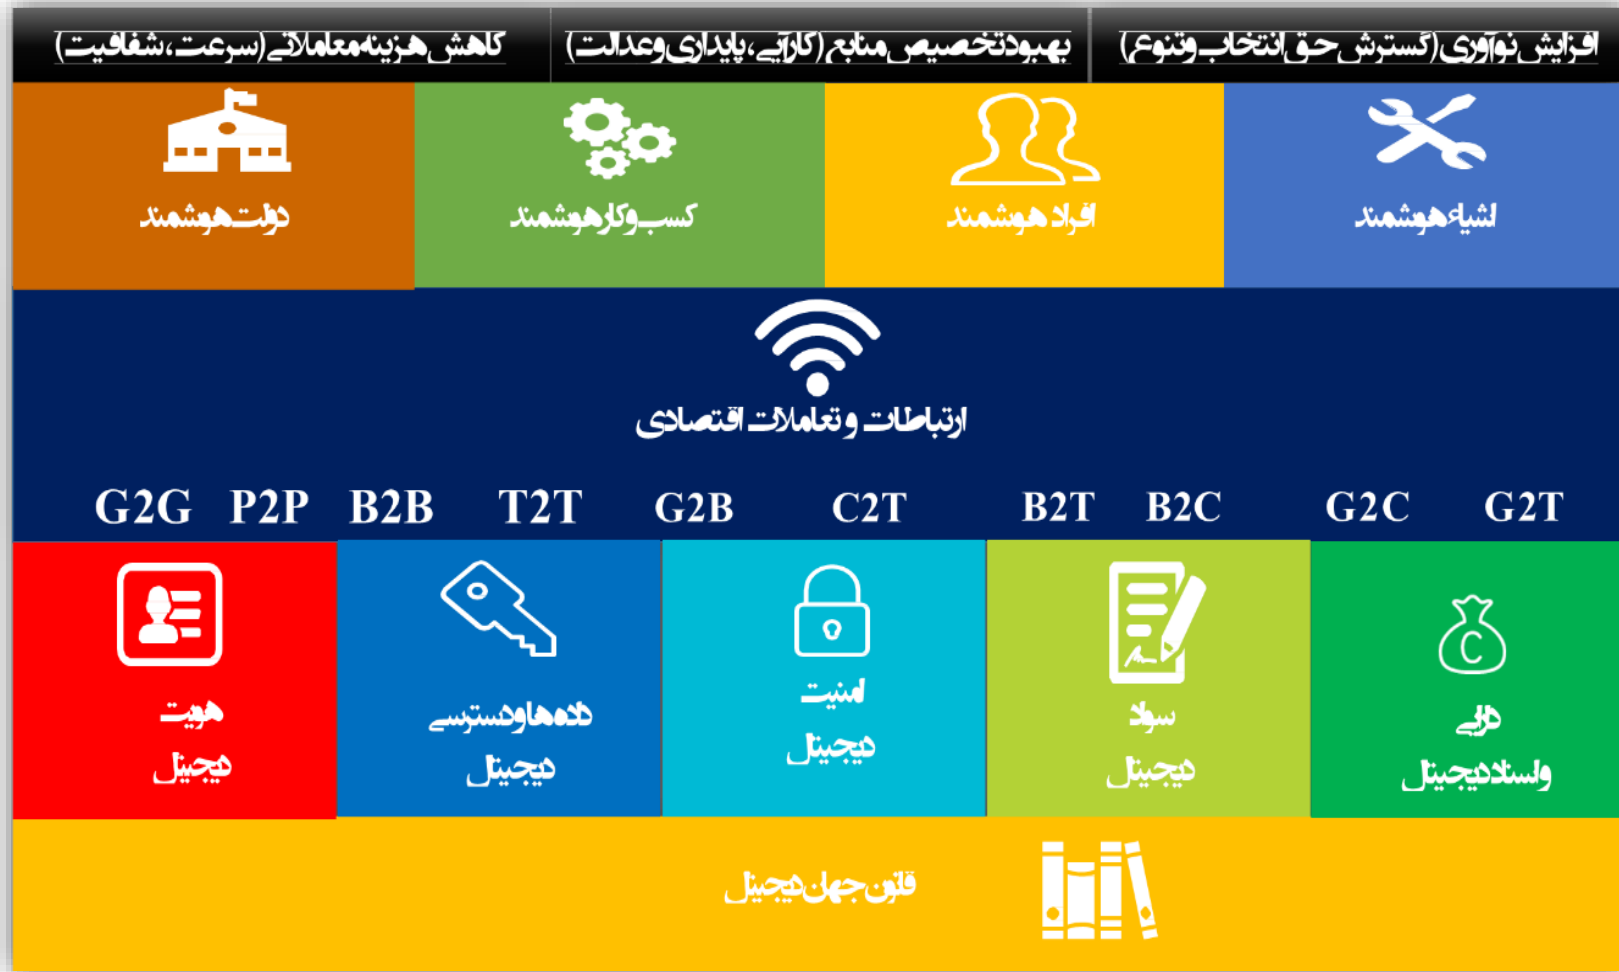 افزایش نوآوری (گسترش حق انتخاب و تنوع)
بهبود تخصیص منابع (کارآیی، پایداری و عدالت)
کاهش هزینه معاملاتی (سرعت، شفافیت)
اشیاء هوشمند
افراد هوشمند
کسب و کار هوشمند
دولت هوشمند
ارتباطات و تعاملات اقتصادی
G2G P2P B2B T2T G2B C2T B2T B2C G2C G2T
دارایی
و اسناد دیجیتال
سواد
دیجیتال
امنیت
دیجیتال
داده ها و دسترسی
دیجیتال
هویت
دیجیتال
C
قانون جهان دیجیتال